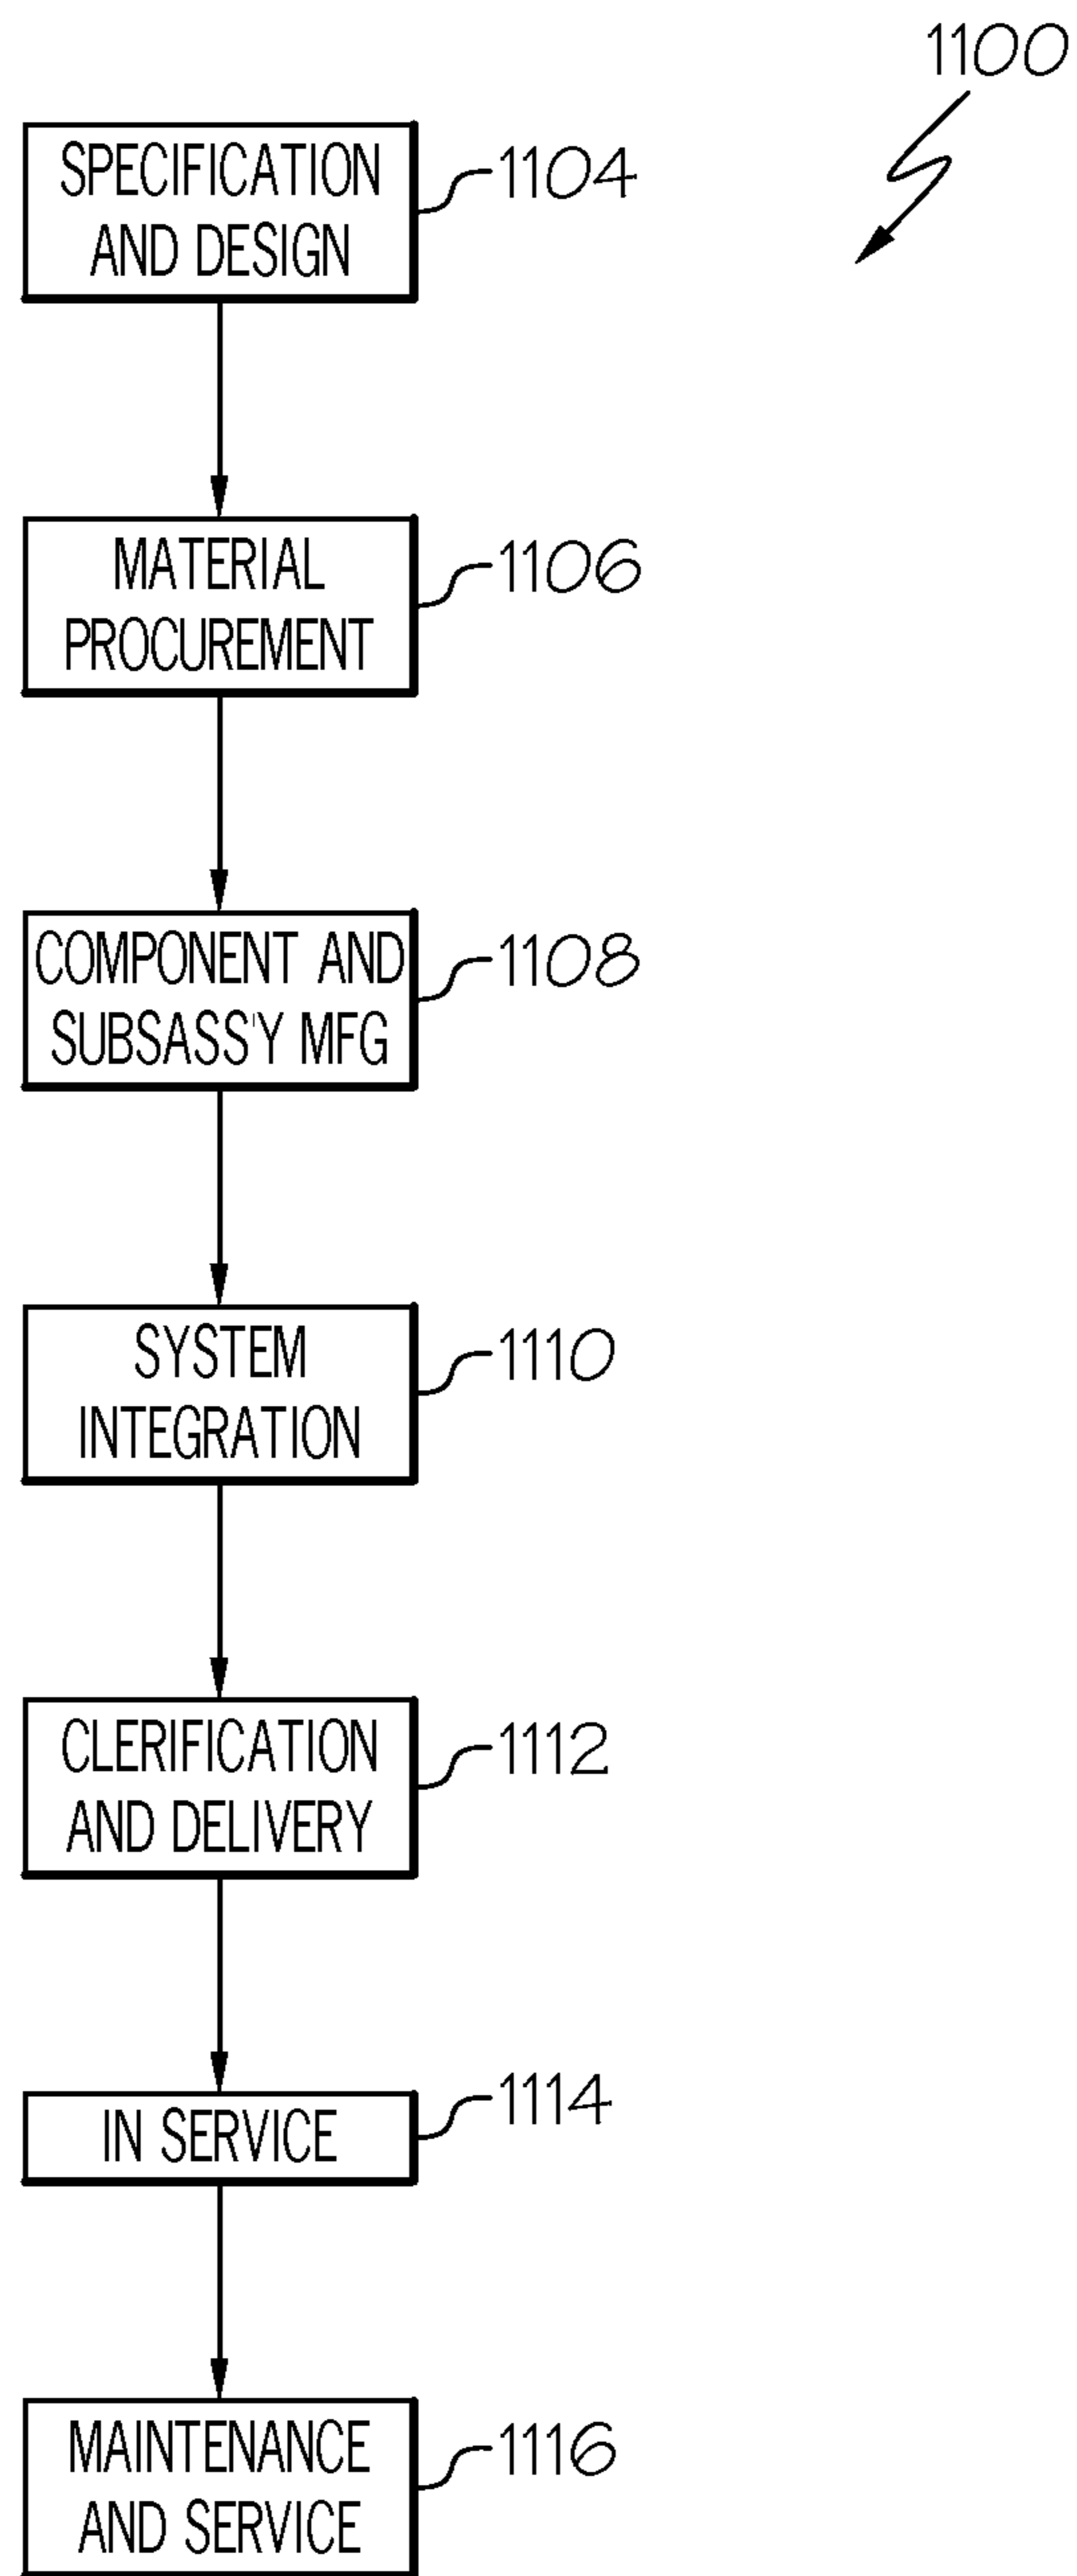 1100
SPECIFICATION
AND DESIGN
1104
MATERIAL
PROCUREMENT
1106
COMPONENT AND
SUBSASS'Y MFG
1108
SYSTEM
INTEGRATION
1110
CLERIFICATION
AND DELIVERY
1112
IN SERVICE
1114
MAINTENANCE
AND SERVICE
1116